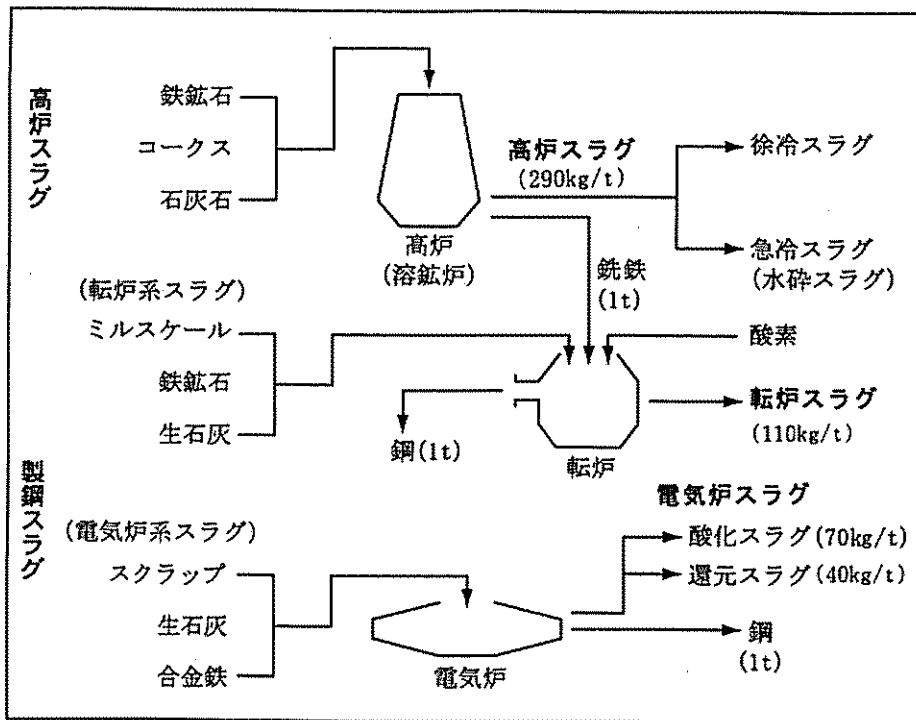 高炉スラグ
鉄鉱石
コークス
石灰石
高炉
(溶鉱炉)
高炉スラグ
(290kg/t)
徐冷スラグ
急冷スラグ
(水砕スラグ)
銑鉄
(1t)
製鋼スラグ
(転炉系スラグ)
ミルスケール
鉄鉱石
生石灰
酸素
鋼(1t)
転炉
転炉スラグ
(110kg/t)
(電気炉系スラグ)
スクラップ
生石灰
合金鉄
電気炉
電気炉スラグ
酸化スラグ(70kg/t)
還元スラグ(40kg/t)
鋼
(1t)